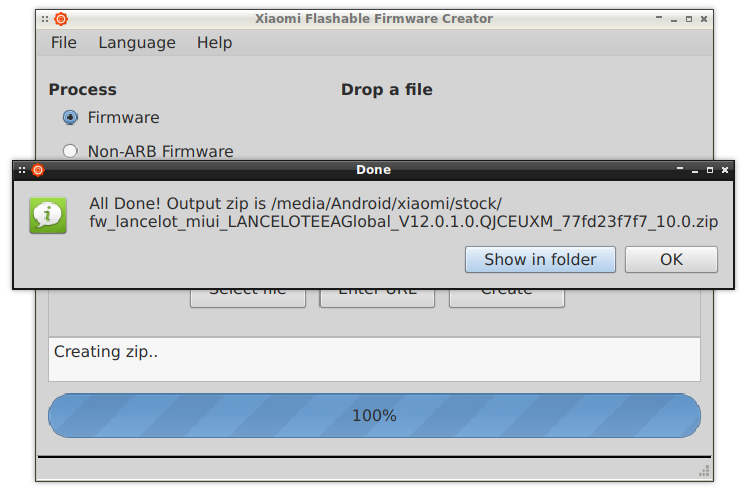 Xiaomi Flashable Firmware Creator
File Language Help
Process Drop a file
Firmware
Non-ARB Firmware
Done
All Done! Output zip is /media/Android/xiaomi/stock/
fw_lancelot_miui_LANCELOTEEAGlobal_V12.0.1.0.QJCEUXM_77fd23f7f7_10.0.zip
Show in folder OK
Select file Enter URL Create
Creating zip..
100%